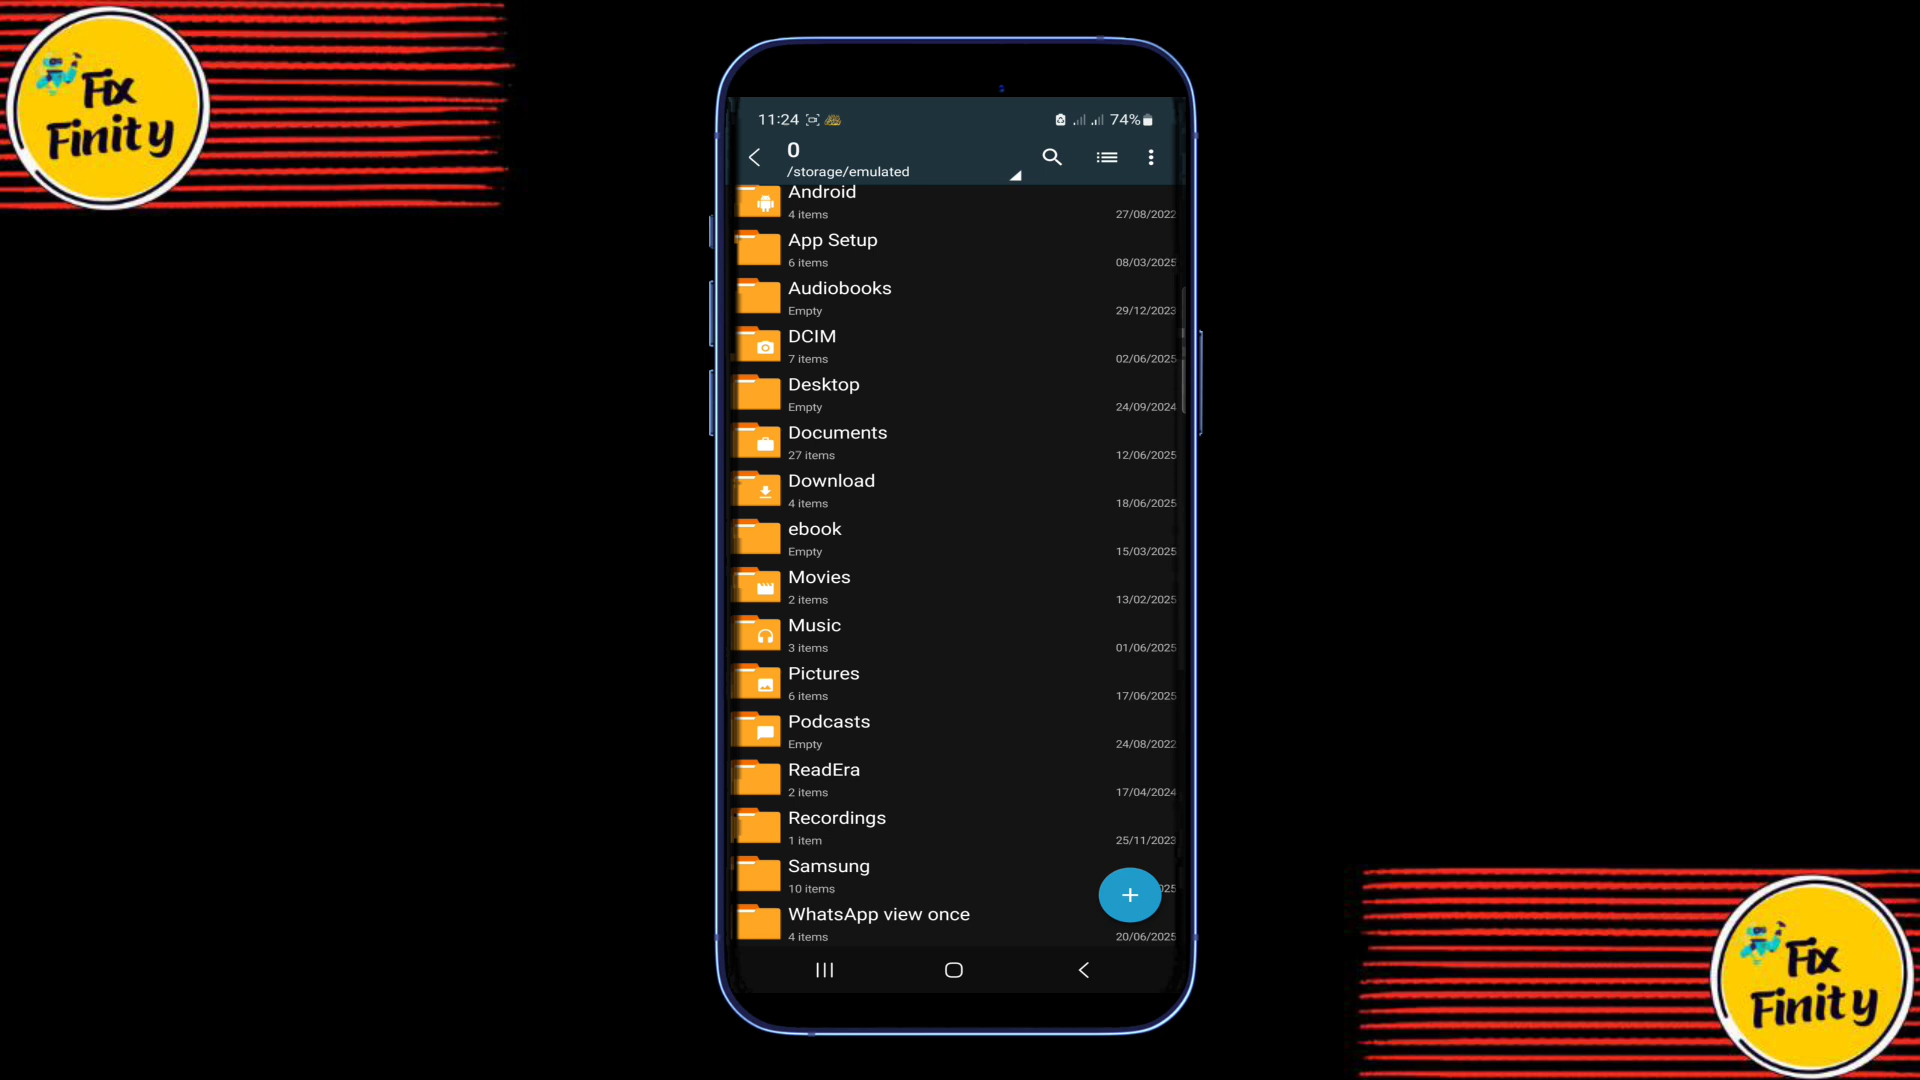 Fix
Finity
11:24
74%
0
/storage/emulated
Android
4 items 27/08/2022
App Setup
6 items 08/03/2025
Audiobooks
Empty 29/12/2023
DCIM
7 items 02/06/2025
Desktop
Empty 24/09/2024
Documents
27 items 12/06/2025
Download
4 items 18/06/2025
ebook
Empty 15/03/2025
Movies
2 items 13/02/2025
Music
3 items 01/06/2025
Pictures
6 items 17/06/2025
Podcasts
Empty 24/08/2022
ReadEra
2 items 17/04/2024
Recordings
1 item 25/11/2023
Samsung
10 items
WhatsApp view once
4 items 20/06/2025
Fix
Finity